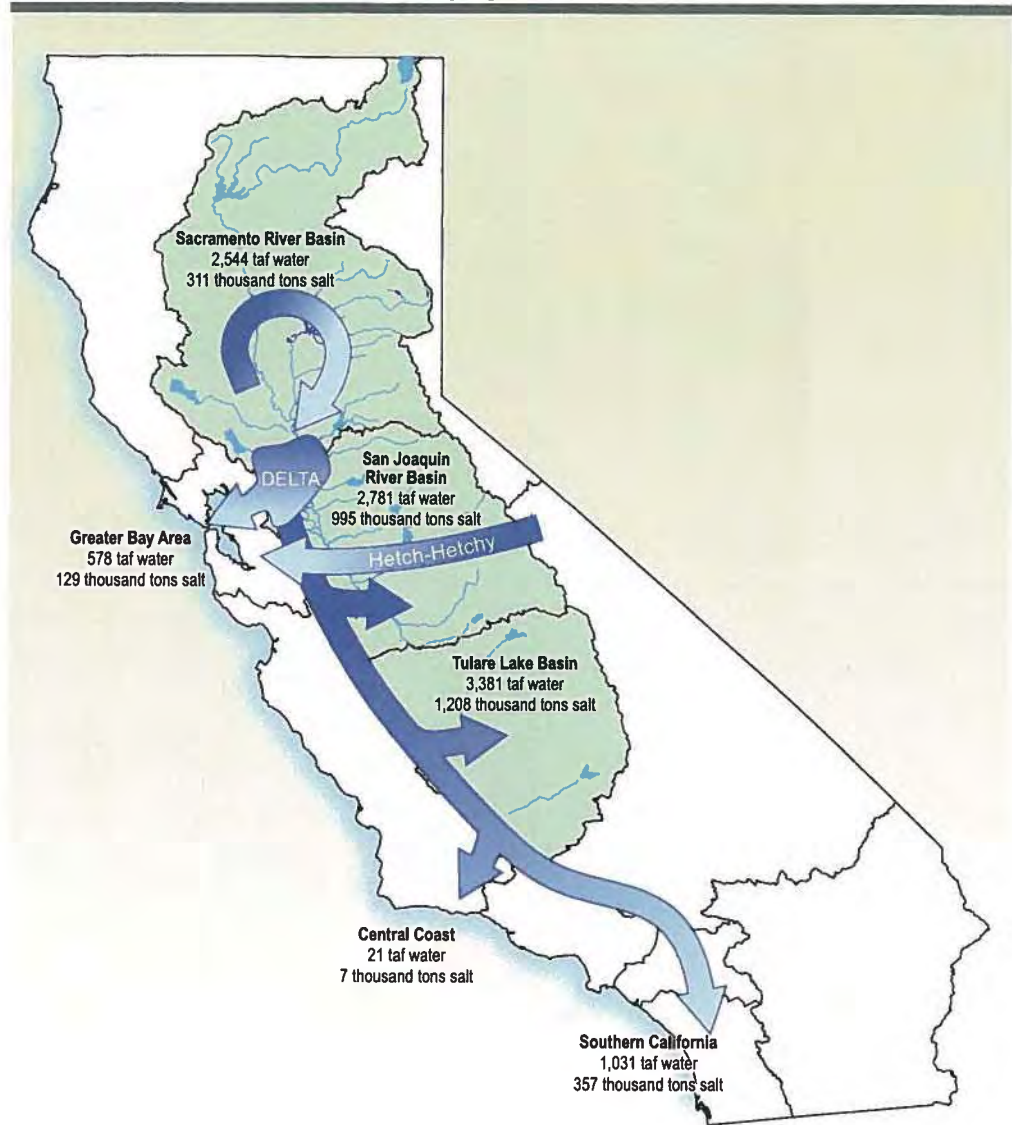 Sacramento River Basin
2,544 taf water
311 thousand tons salt
DELTA
San Joaquin
River Basin
2,781 taf water
995 thousand tons salt
Hetch-Hetchy
Greater Bay Area
578 taf water
129 thousand tons salt
Tulare Lake Basin
3,381 taf water
1,208 thousand tons salt
Central Coast
21 taf water
7 thousand tons salt
Southern California
1,031 taf water
357 thousand tons salt